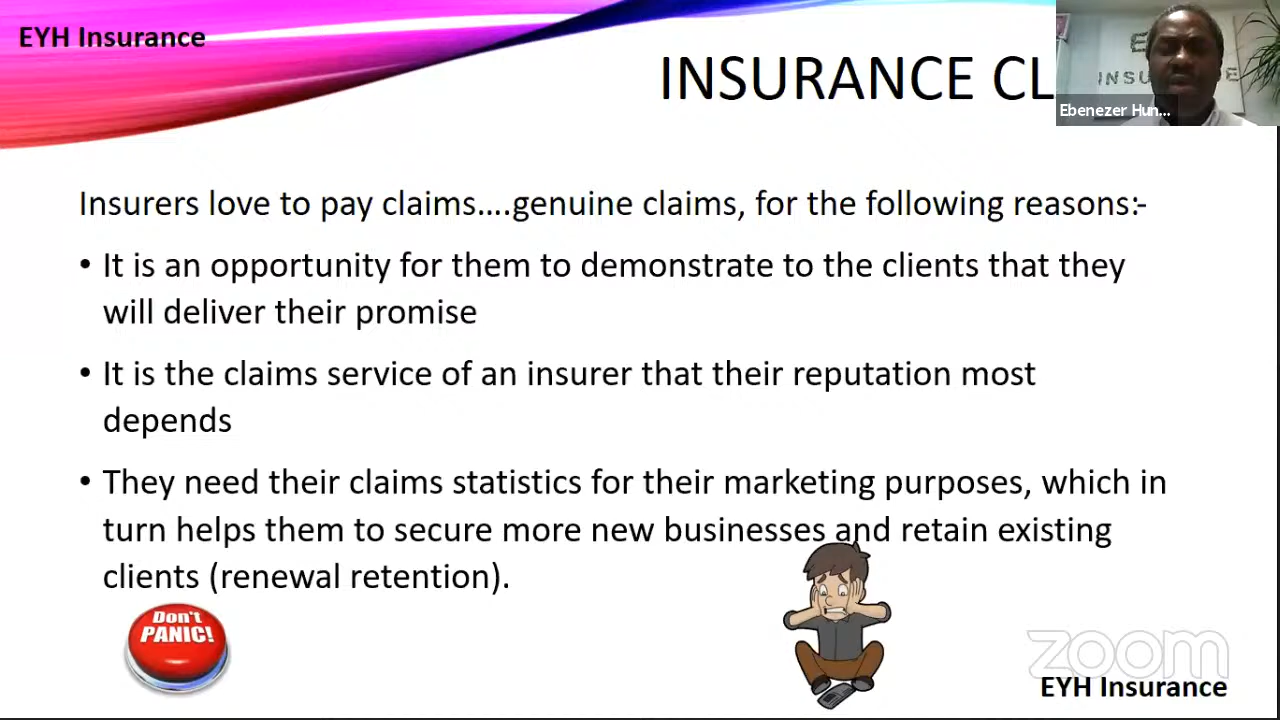 EYH Insurance
INSURANCE CL
INSU E
Ebenezer Hun...
Insurers love to pay claims....genuine claims, for the following reasons:-
• It is an opportunity for them to demonstrate to the clients that they
will deliver their promise
• It is the claims service of an insurer that their reputation most
depends
• They need their claims statistics for their marketing purposes, which in
turn helps them to secure more new businesses and retain existing
clients (renewal retention).
Don't
PANIC!
zoom
EYH Insurance